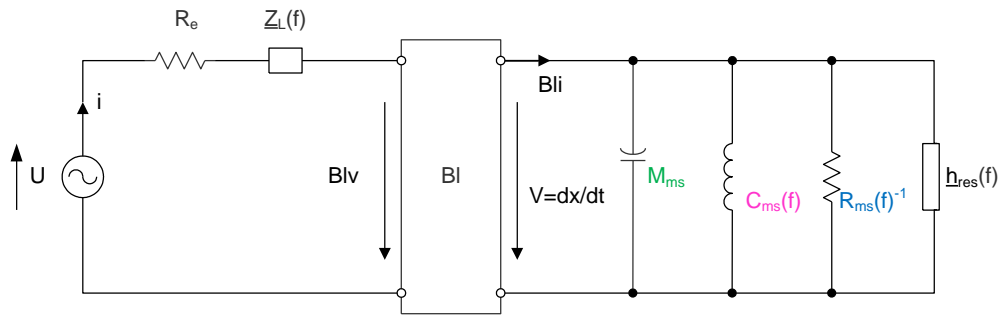 Re
ZL(f)
i
U
Blv
Bl
Bli
V=dx/dt
Mms
Cms(f)
Rms(f)-1
hres(f)